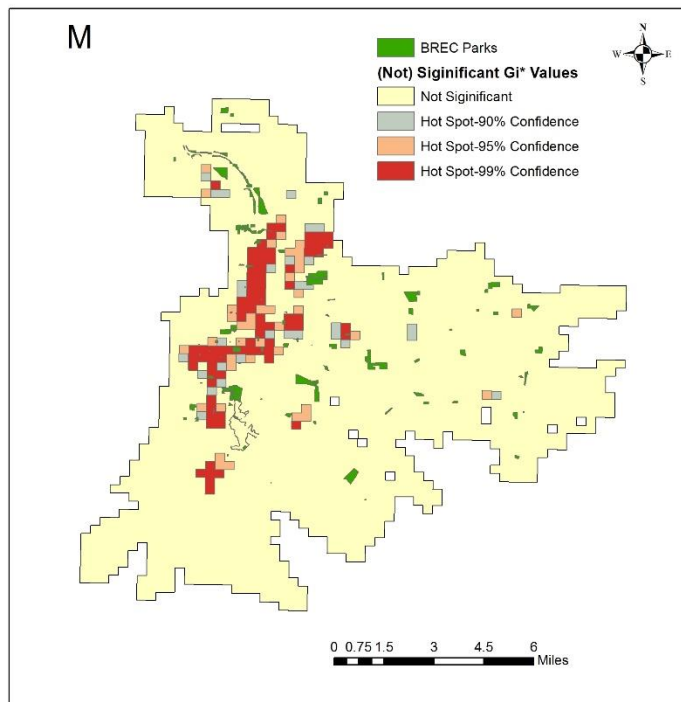 M
BREC Parks
(Not) Siginificant Gi* Values
Not Siginificant
Hot Spot-90% Confidence
Hot Spot-95% Confidence
Hot Spot-99% Confidence
N
W E
S
0 0.75 1.5 3 4.5 6
Miles